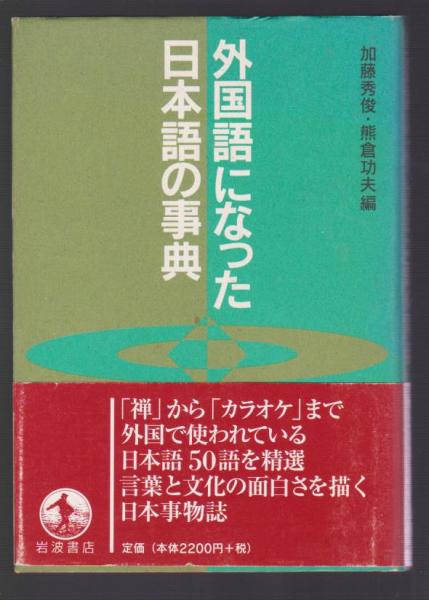 加藤秀俊・熊倉功夫編
外国語になった
日本語の事典
「禅」から「カラオケ」まで
外国で使われている
日本語50語を精選
言葉と文化の面白さを描く
日本事物誌
岩波書店
定価（本体2200円＋税）